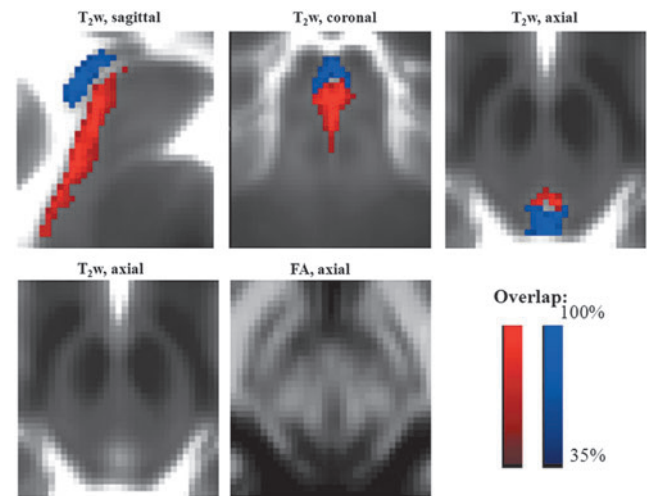 T₂w, sagittal
T₂w, coronal
T₂w, axial
T₂w, axial
FA, axial
Overlap:
100%
35%